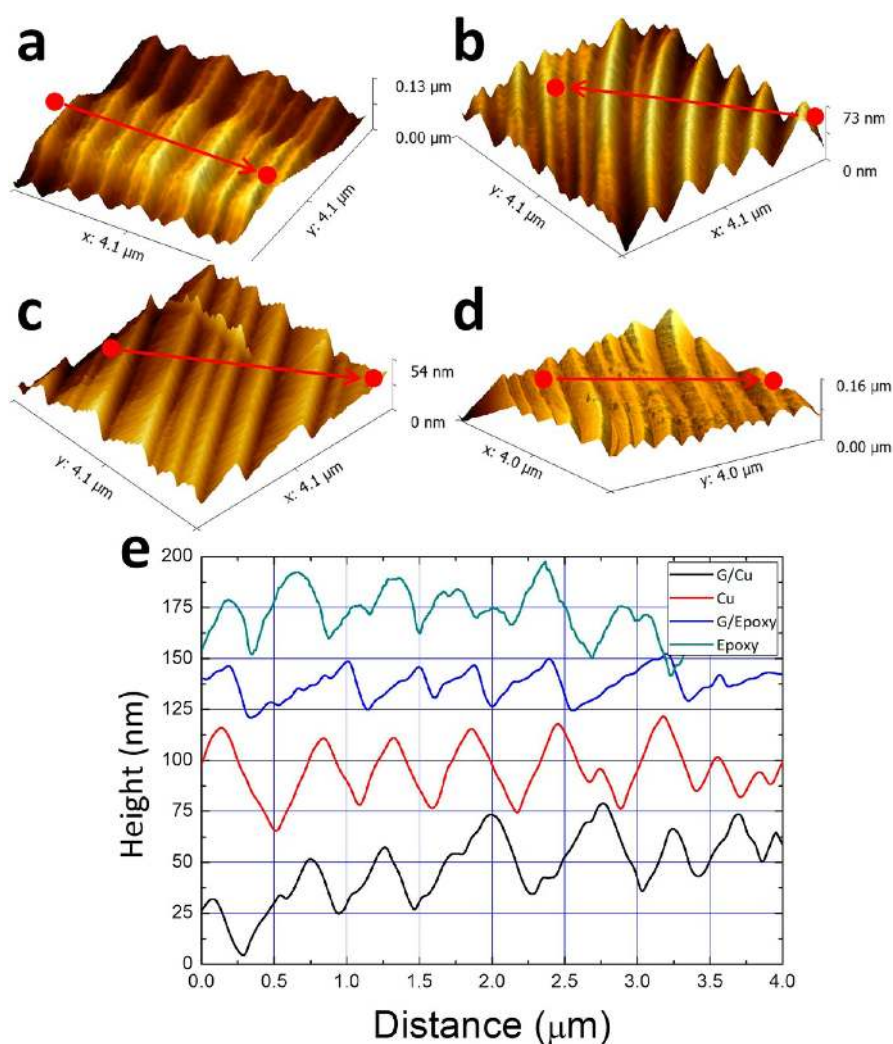 a
0.13 µm
0.00 µm
x: 4.1 µm
y: 4.1 µm
b
73 nm
0 nm
y: 4.1 µm
x: 4.1 µm
c
54 nm
0 nm
y: 4.1 µm
x: 4.1 µm
d
0.16 µm
0.00 µm
x: 4.0 µm
y: 4.0 µm
e
200
175
150
125
100
75
50
25
0
Height (nm)
G/Cu
Cu
G/Epoxy
Epoxy
0.0 0.5 1.0 1.5 2.0 2.5 3.0 3.5 4.0
Distance (µm)